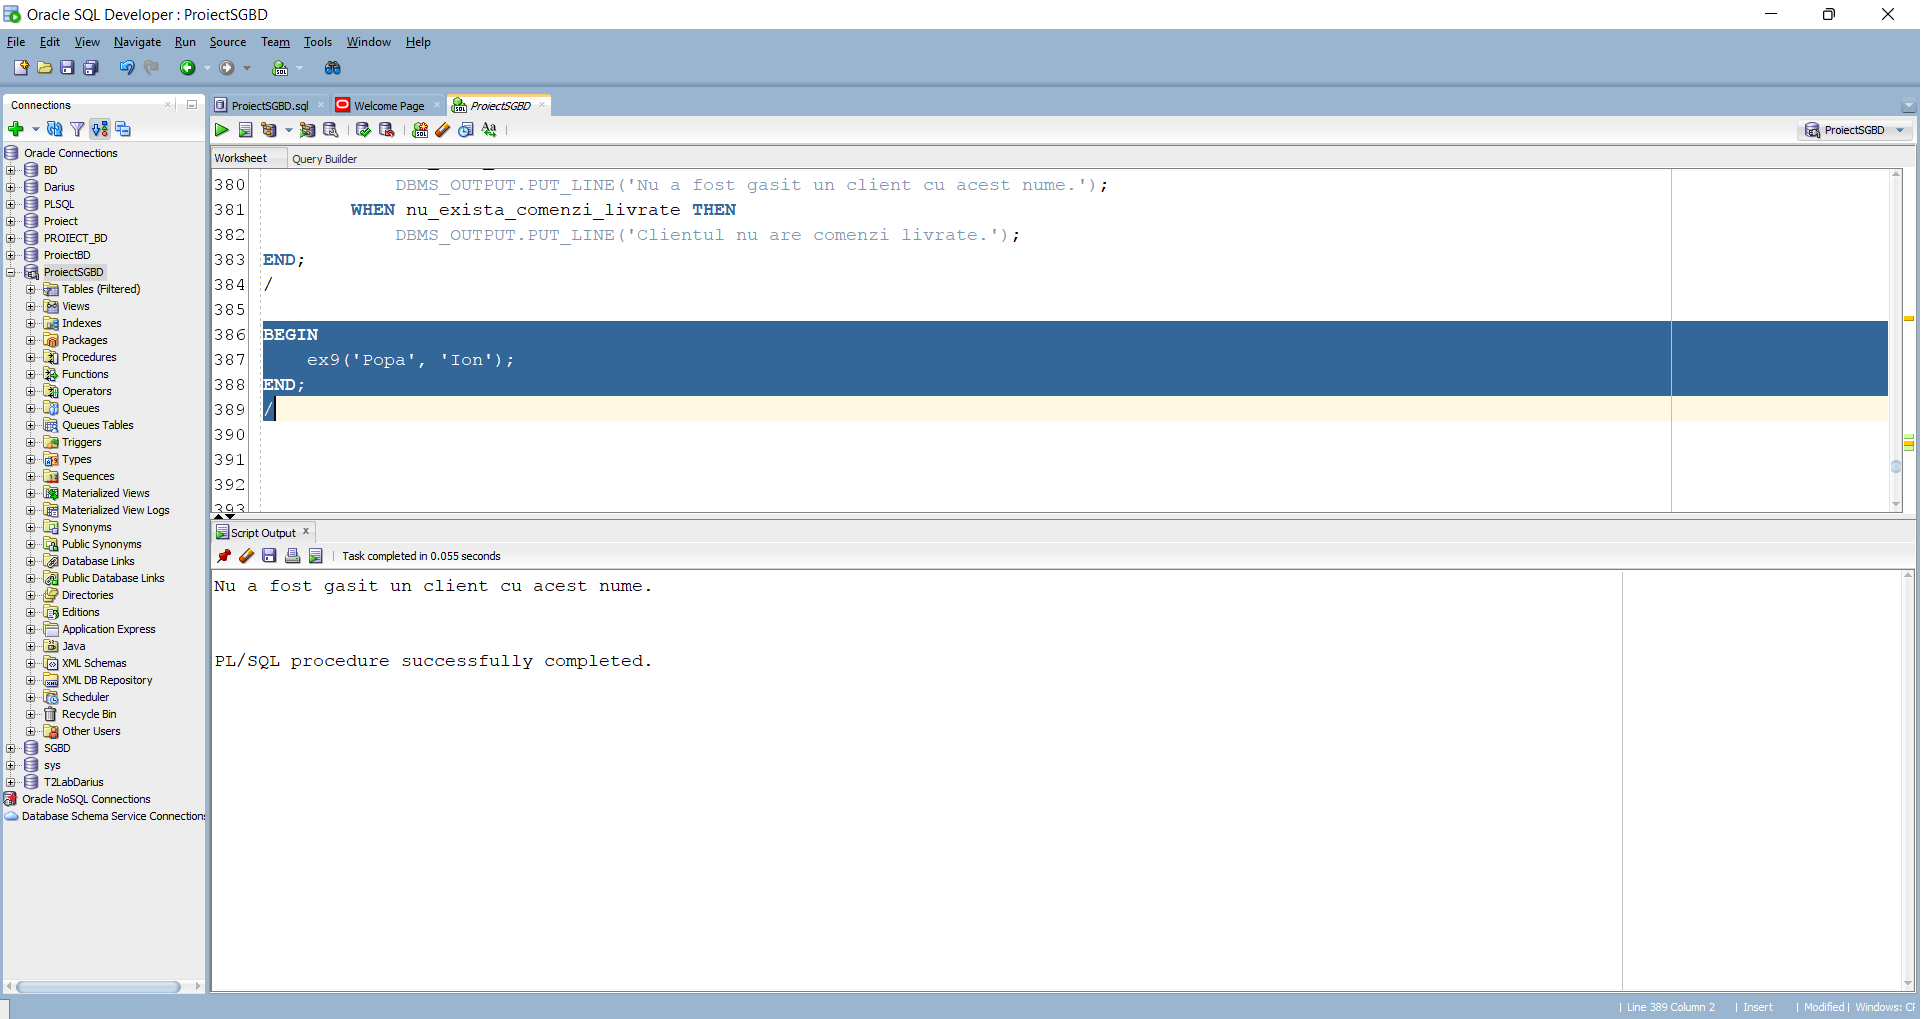 Oracle SQL Developer : ProiectSGBD
File Edit View Navigate Run Source Team Tools Window Help
Connections
ProiectSGBD.sql
Welcome Page
ProiectSGBD
ProiectSGBD
Worksheet
Query Builder
Oracle Connections
BD
Darius
PLSQL
Proiect
PROIECT_BD
ProiectBD
ProiectSGBD
Tables (Filtered)
Views
Indexes
Packages
Procedures
Functions
Operators
Queues
Queues Tables
Triggers
Types
Sequences
Materialized Views
Materialized View Logs
Synonyms
Public Synonyms
Database Links
Public Database Links
Directories
Editions
Application Express
Java
XML Schemas
XML DB Repository
Scheduler
Recycle Bin
Other Users
SGBD
sys
T2LabDarius
Oracle NoSQL Connections
Database Schema Service Connections
380 DBMS_OUTPUT.PUT_LINE('Nu a fost gasit un client cu acest nume.');
381 WHEN nu_exista_comenzi_livrate THEN
382 DBMS_OUTPUT.PUT_LINE('Clientul nu are comenzi livrate.');
383 END;
384 /
385
386 BEGIN
387 ex9('Popa', 'Ion');
388 END;
389 /
390
391
392
393
Script Output
Task completed in 0.055 seconds
Nu a fost gasit un client cu acest nume.
PL/SQL procedure successfully completed.
Line 389 Column 2 | Insert | Modified | Windows: